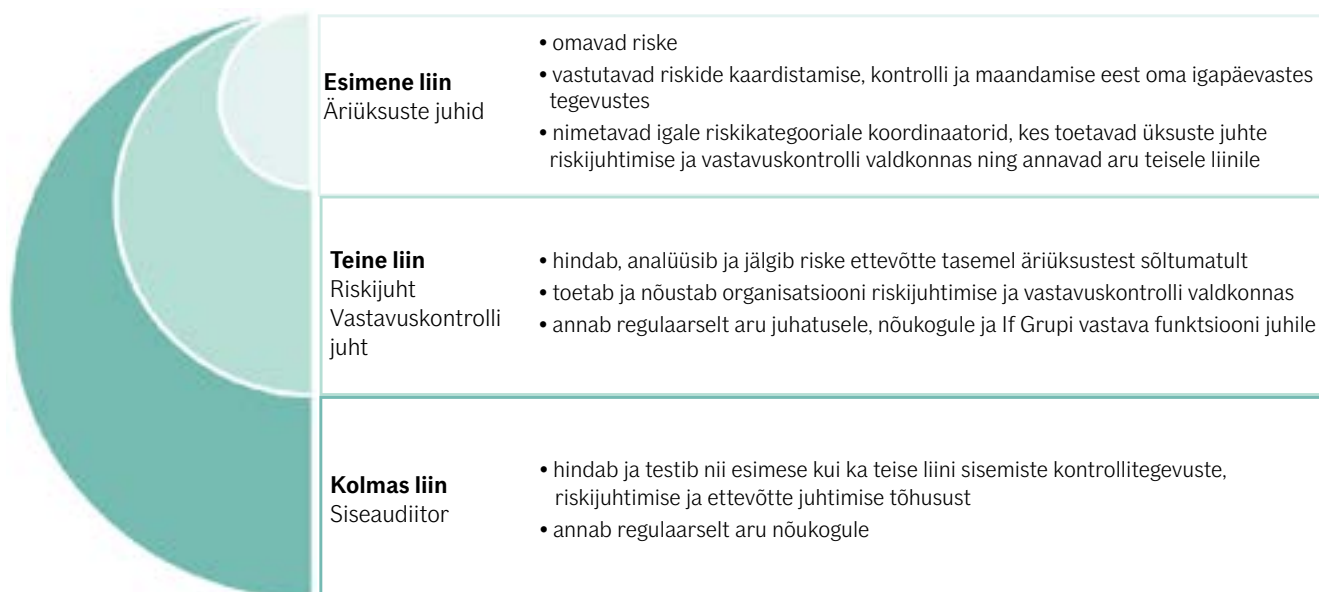 Esimene liin
Äriüksuste juhid
• omavad riske
• vastutavad riskide kaardistamise, kontrolli ja maandamise eest oma igapäevastes
tegevustes
• nimetavad igale riskikategooriale koordinaatorid, kes toetavad üksuste juhte
riskijuhtimise ja vastavuskontrolli valdkonnas ning annavad aru teisele liinile
Teine liin
Riskijuht
Vastavuskontrolli
juht
• hindab, analüüsib ja jälgib riske ettevõtte tasemel äriüksustest sõltumatult
• toetab ja nõustab organisatsiooni riskijuhtimise ja vastavuskontrolli valdkonnas
• annab regulaarselt aru juhatusele, nõukogule ja If Grupi vastava funktsiooni juhile
Kolmas liin
Siseaudiitor
• hindab ja testib nii esimese kui ka teise liini sisemiste kontrollitegevuste,
riskijuhtimise ja ettevõtte juhtimise tõhusust
• annab regulaarselt aru nõukogule